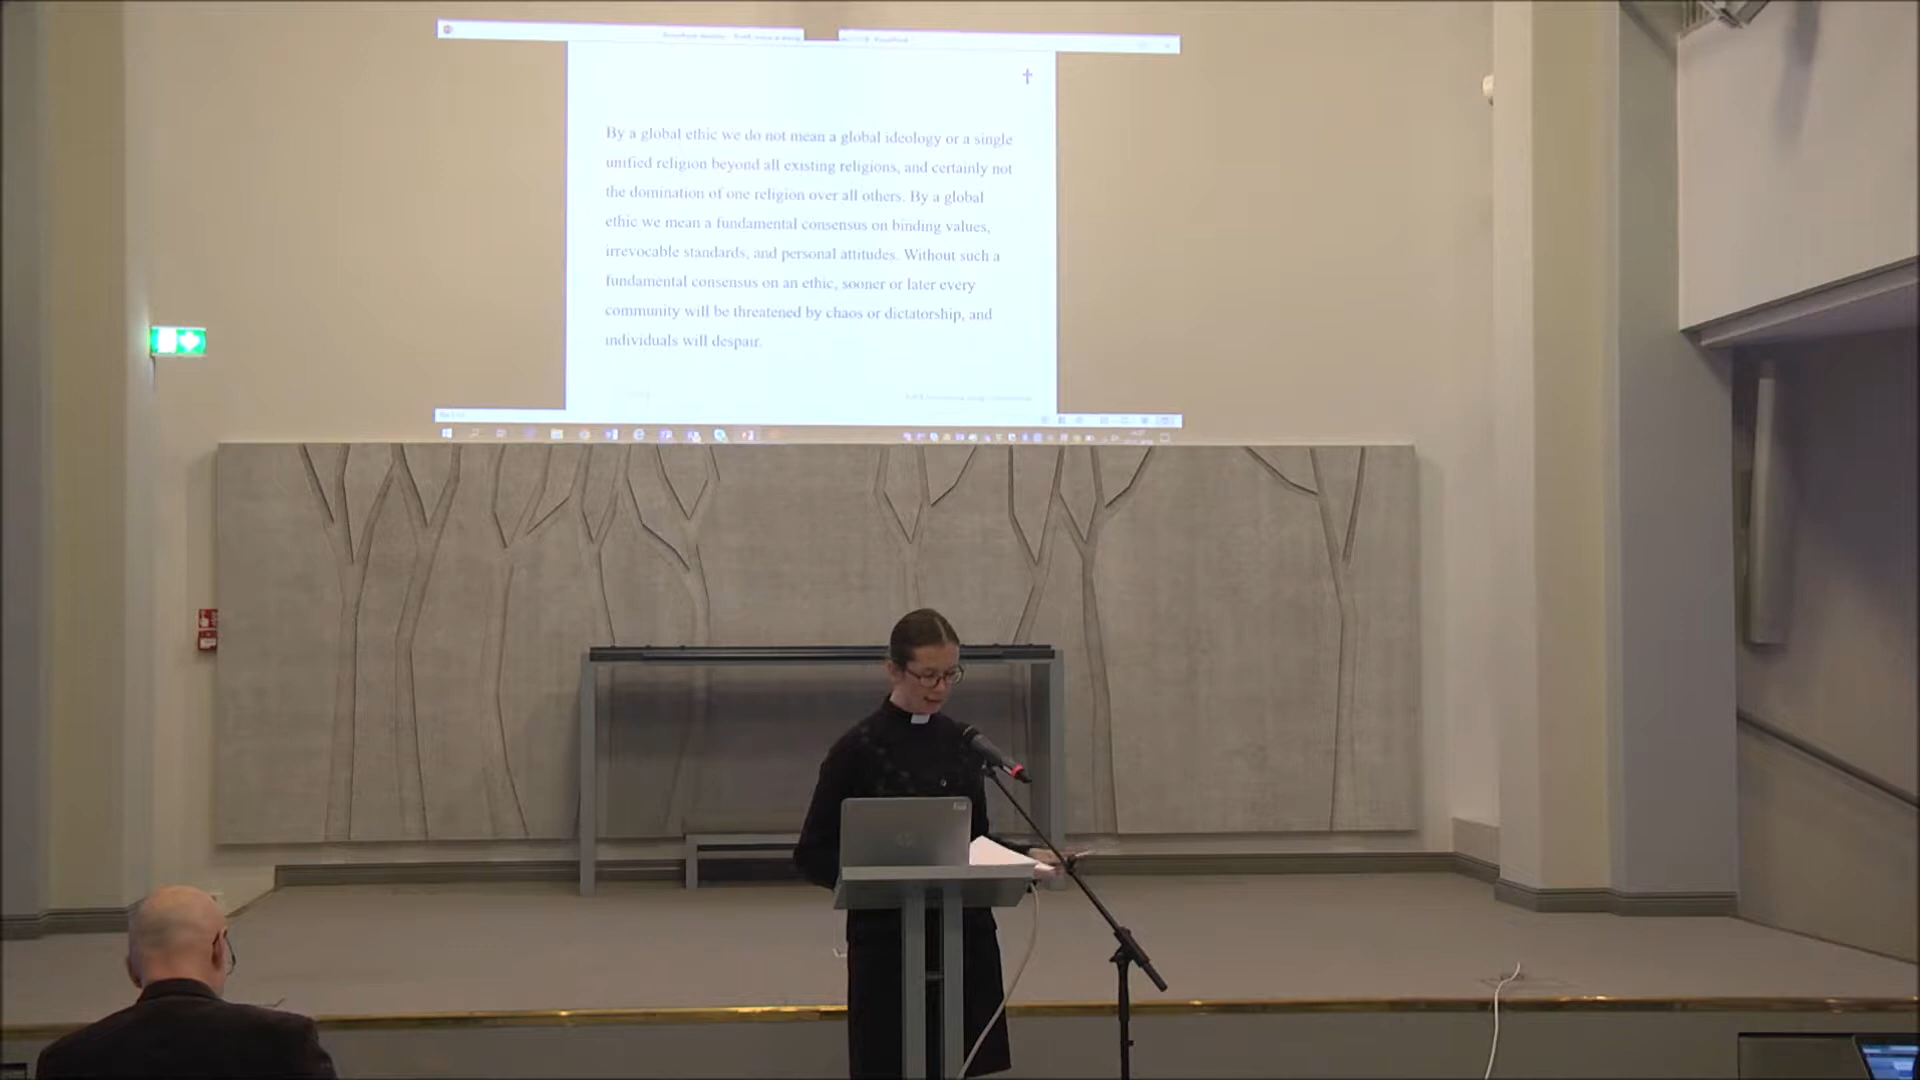 By a global ethic we do not mean a global ideology or a single
unified religion beyond all existing religions, and certainly not
the domination of one religion over all others. By a global
ethic we mean a fundamental consensus on binding values,
irrevocable standards, and personal attitudes. Without such a
fundamental consensus on an ethic, sooner or later every
community will be threatened by chaos or dictatorship, and
individuals will despair.
hp